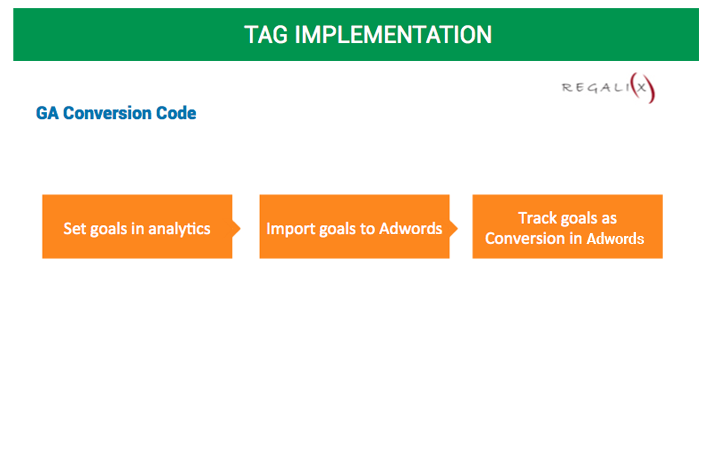 TAG IMPLEMENTATION
REGALIX
GA Conversion Code
Set goals in analytics
Import goals to Adwords
Track goals as
Conversion in Adwords